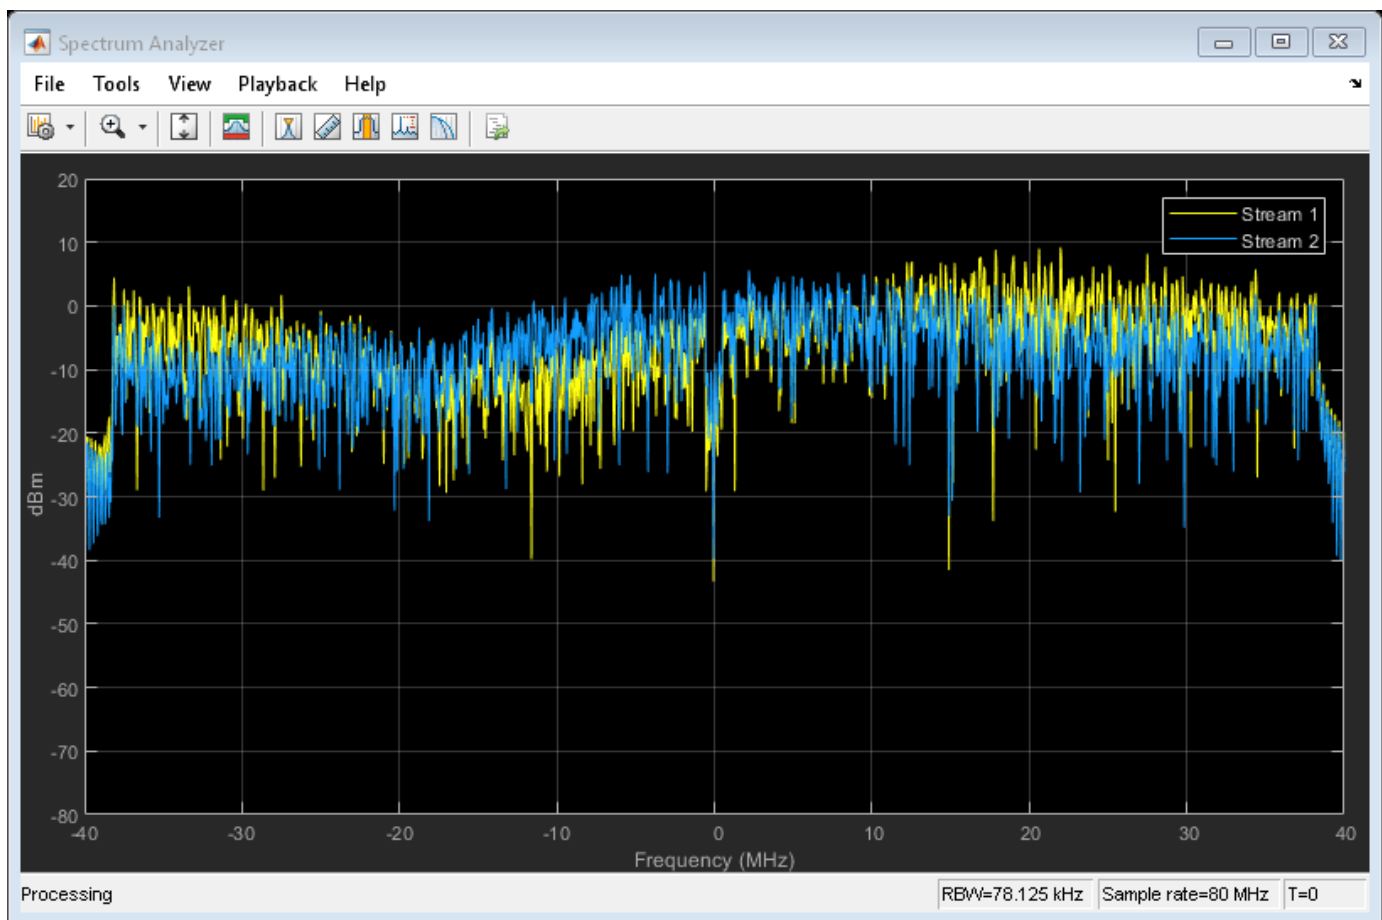 Spectrum Analyzer
File Tools View Playback Help
20
10
0
-10
-20
-30
-40
-50
-60
-70
-80
dBm
Stream 1
Stream 2
-40 -30 -20 -10 0 10 20 30 40
Frequency (MHz)
Processing RBW=78.125 kHz Sample rate=80 MHz T=0